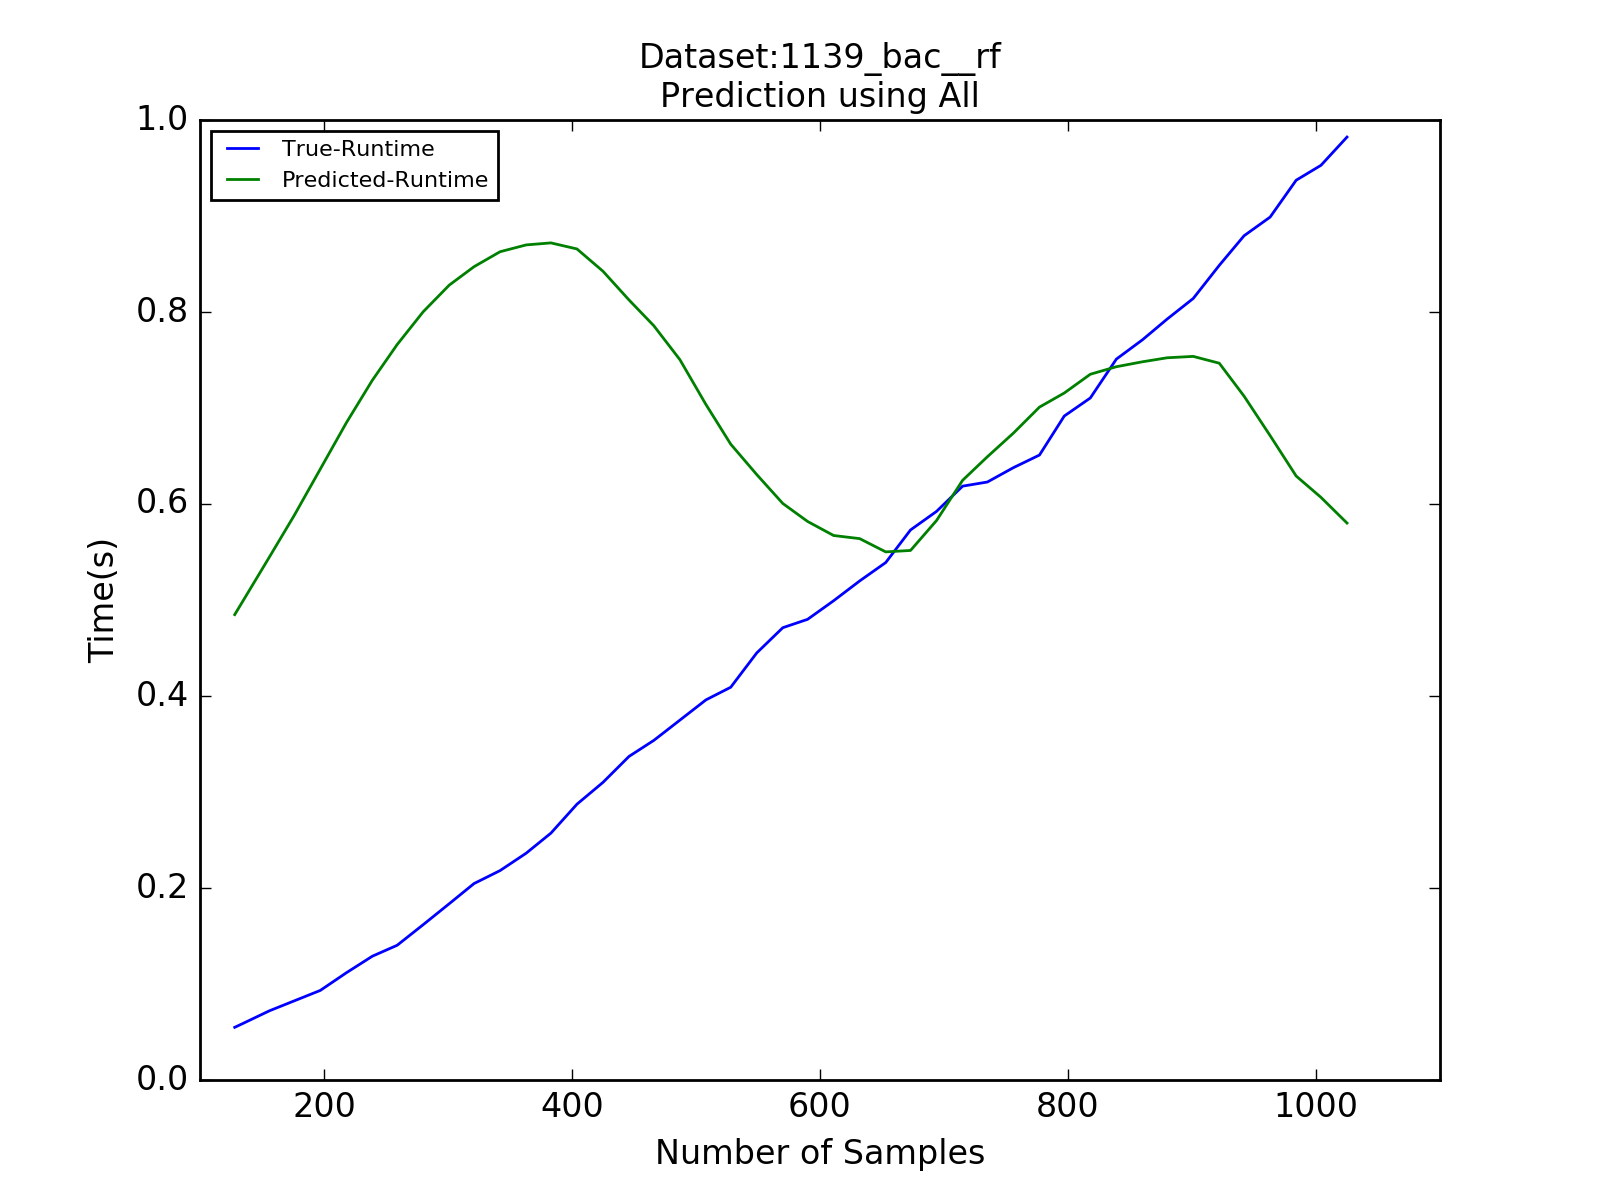 Dataset:1139_bac__rf
Prediction using All
True-Runtime
Predicted-Runtime
1.0
0.8
0.6
0.4
0.2
0.0
Time(s)
200 400 600 800 1000
Number of Samples